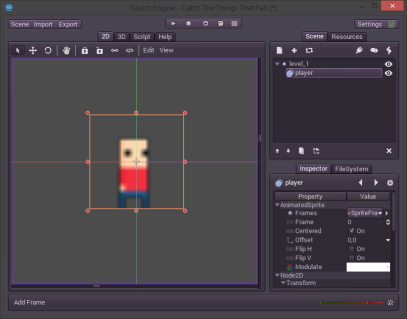 Godot Engine - Catch The Things That Fall (*)
Scene Import Export
Settings
2D 3D Script Help
Scene Resources
Edit View
level_1
player
Inspector FileSystem
player
Property Value
AnimatedSprite
Frames <SpriteFra
Frame 0
Centered On
Offset 0,0
Flip H On
Flip V On
Modulate
Node2D
Transform
Add Frame